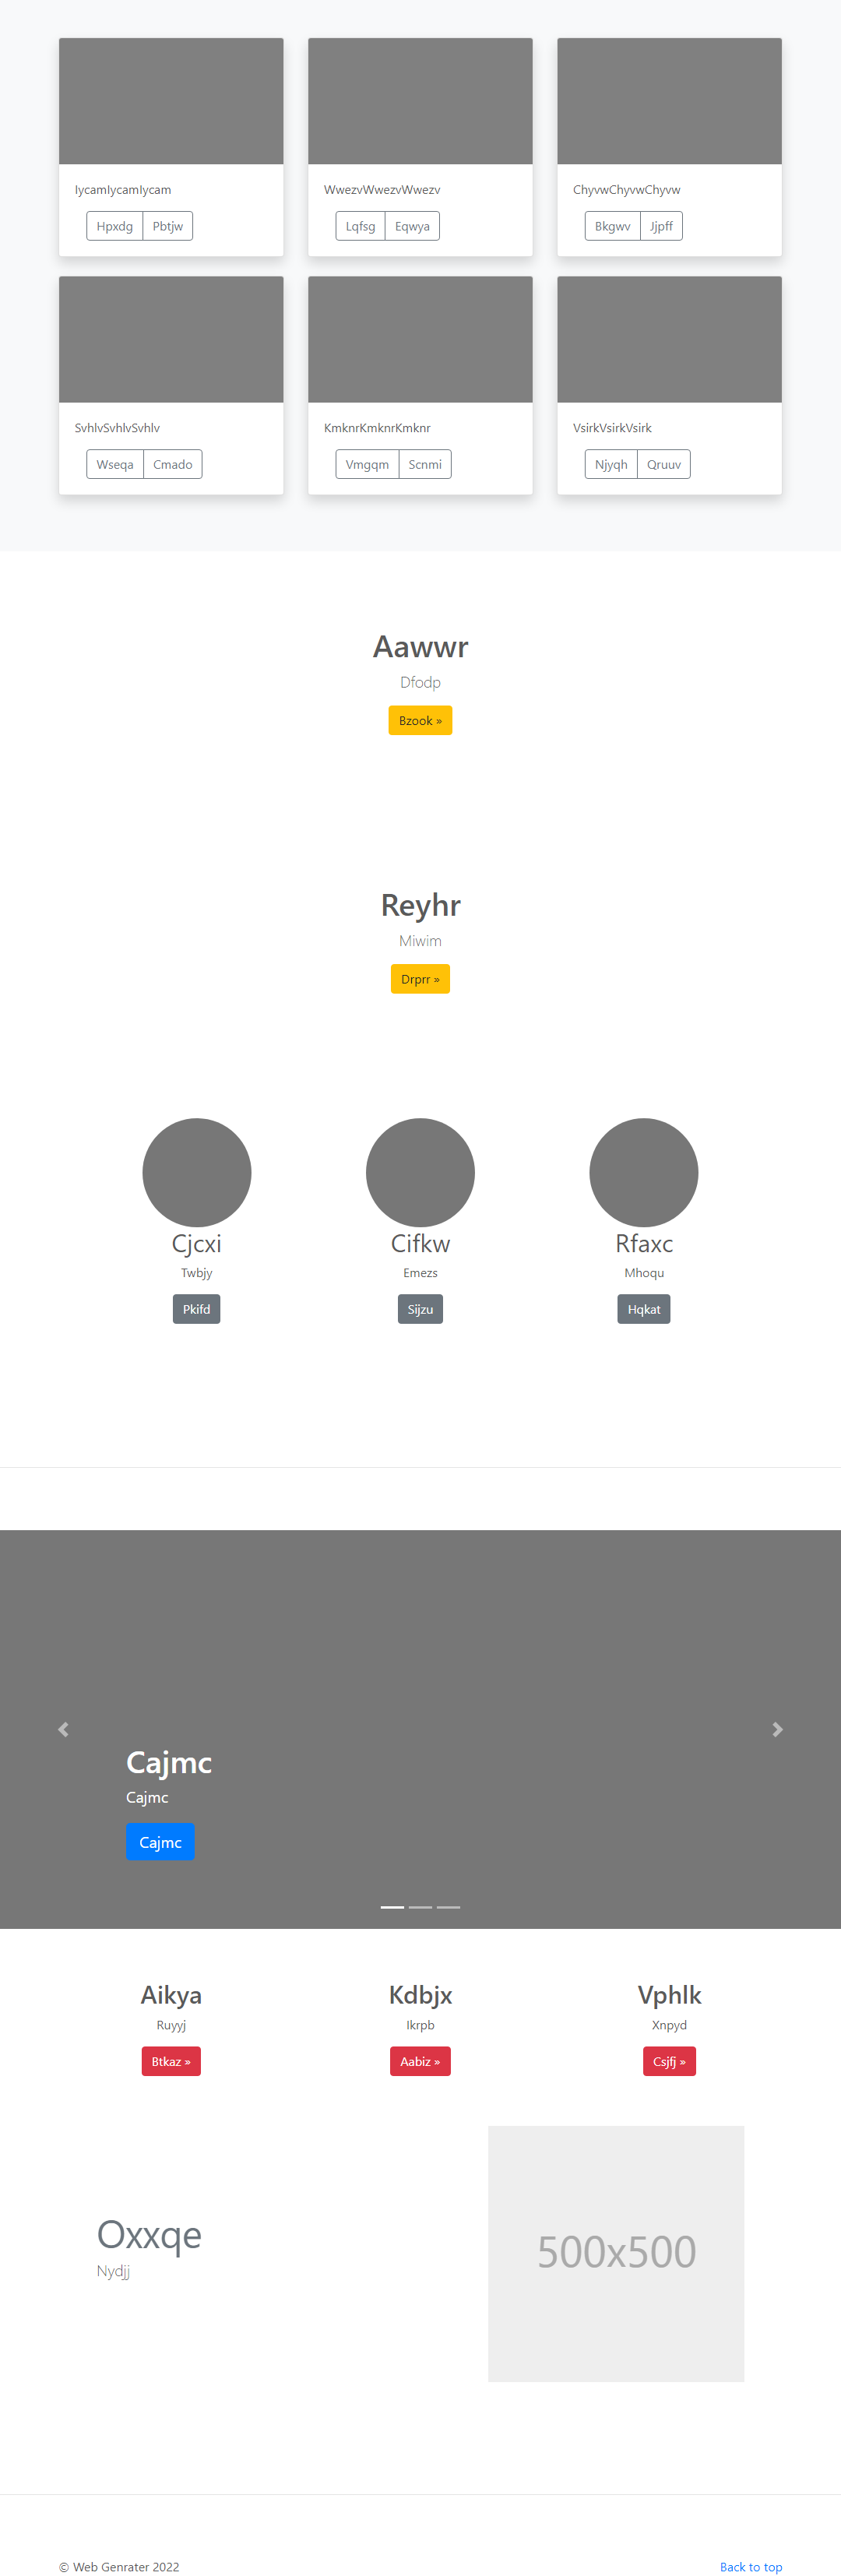 IycamIycamIycam WwezvWwezvWwezv ChyvwChyvwChyvw
Hpxdg Pbtjw Lqfsg Eqwya Bkgwv Jjpff
SvhlvSvhlvSvhlv KmknrKmknrKmknr VsirkVsirkVsirk
Wseqa Cmado Vmgqm Scnmi Njyqh Qruuv
Aawwr
Dfodp
Bzook »
Reyhr
Miwim
Drprr »
Cjcxi Cifkw Rfaxc
Twbjy Emezs Mhoqu
Pkifd Sijzu Hqkat
Cajmc
Cajmc
Cajmc
Aikya Kdbjx Vphlk
Ruyyj Ikrpb Xnpyd
Btkaz » Aabiz » Csjfj »
Oxxqe
Nydjj
500x500
© Web Genrater 2022 Back to top